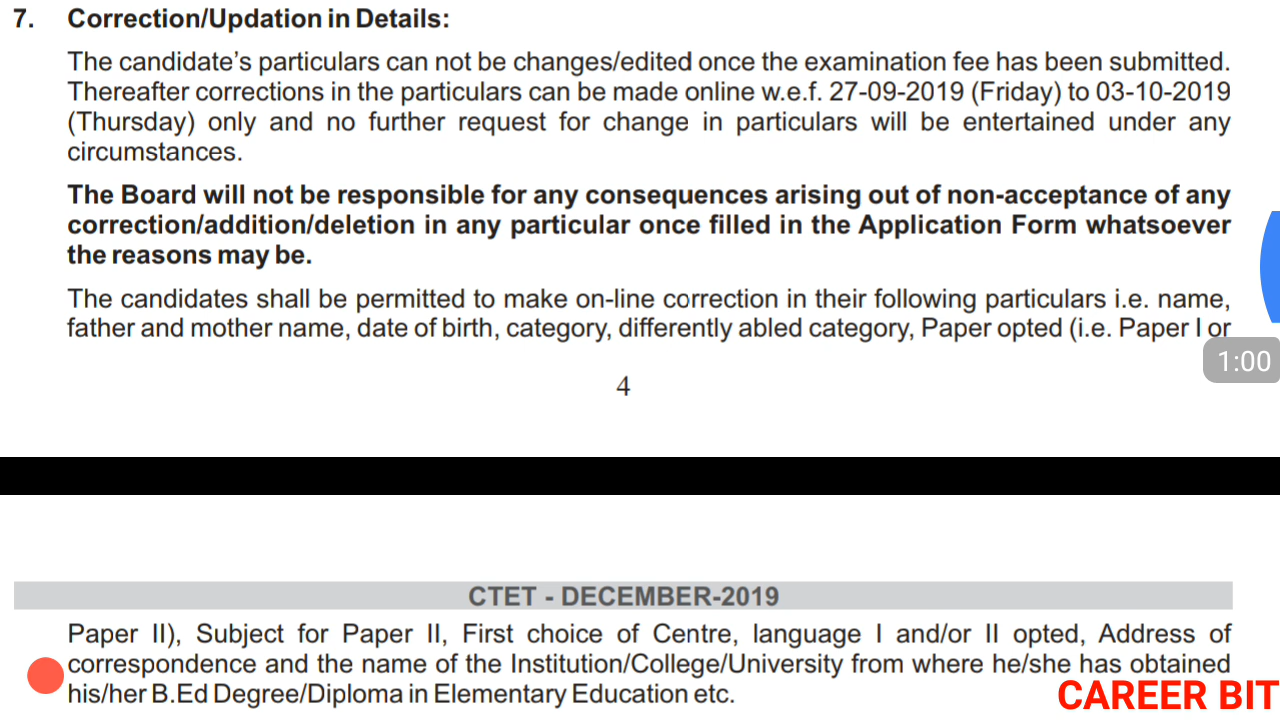 7. Correction/Updation in Details:
The candidate's particulars can not be changes/edited once the examination fee has been submitted.
Thereafter corrections in the particulars can be made online w.e.f. 27-09-2019 (Friday) to 03-10-2019
(Thursday) only and no further request for change in particulars will be entertained under any
circumstances.
The Board will not be responsible for any consequences arising out of non-acceptance of any
correction/addition/deletion in any particular once filled in the Application Form whatsoever
the reasons may be.
The candidates shall be permitted to make on-line correction in their following particulars i.e. name,
father and mother name, date of birth, category, differently abled category, Paper opted (i.e. Paper I or
1:00
4
CTET - DECEMBER-2019
Paper II), Subject for Paper II, First choice of Centre, language I and/or II opted, Address of
correspondence and the name of the Institution/College/University from where he/she has obtained
his/her B.Ed Degree/Diploma in Elementary Education etc.
CAREER BIT